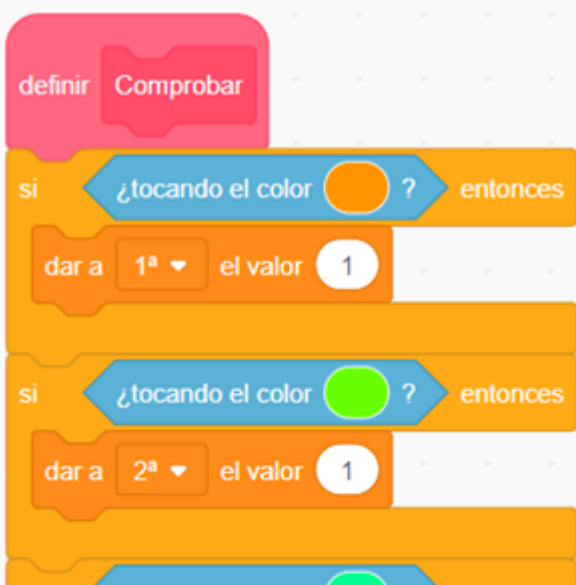 definir Comprobar
si ¿tocando el color ? entonces
dar a 1ª el valor 1
si ¿tocando el color ? entonces
dar a 2ª el valor 1